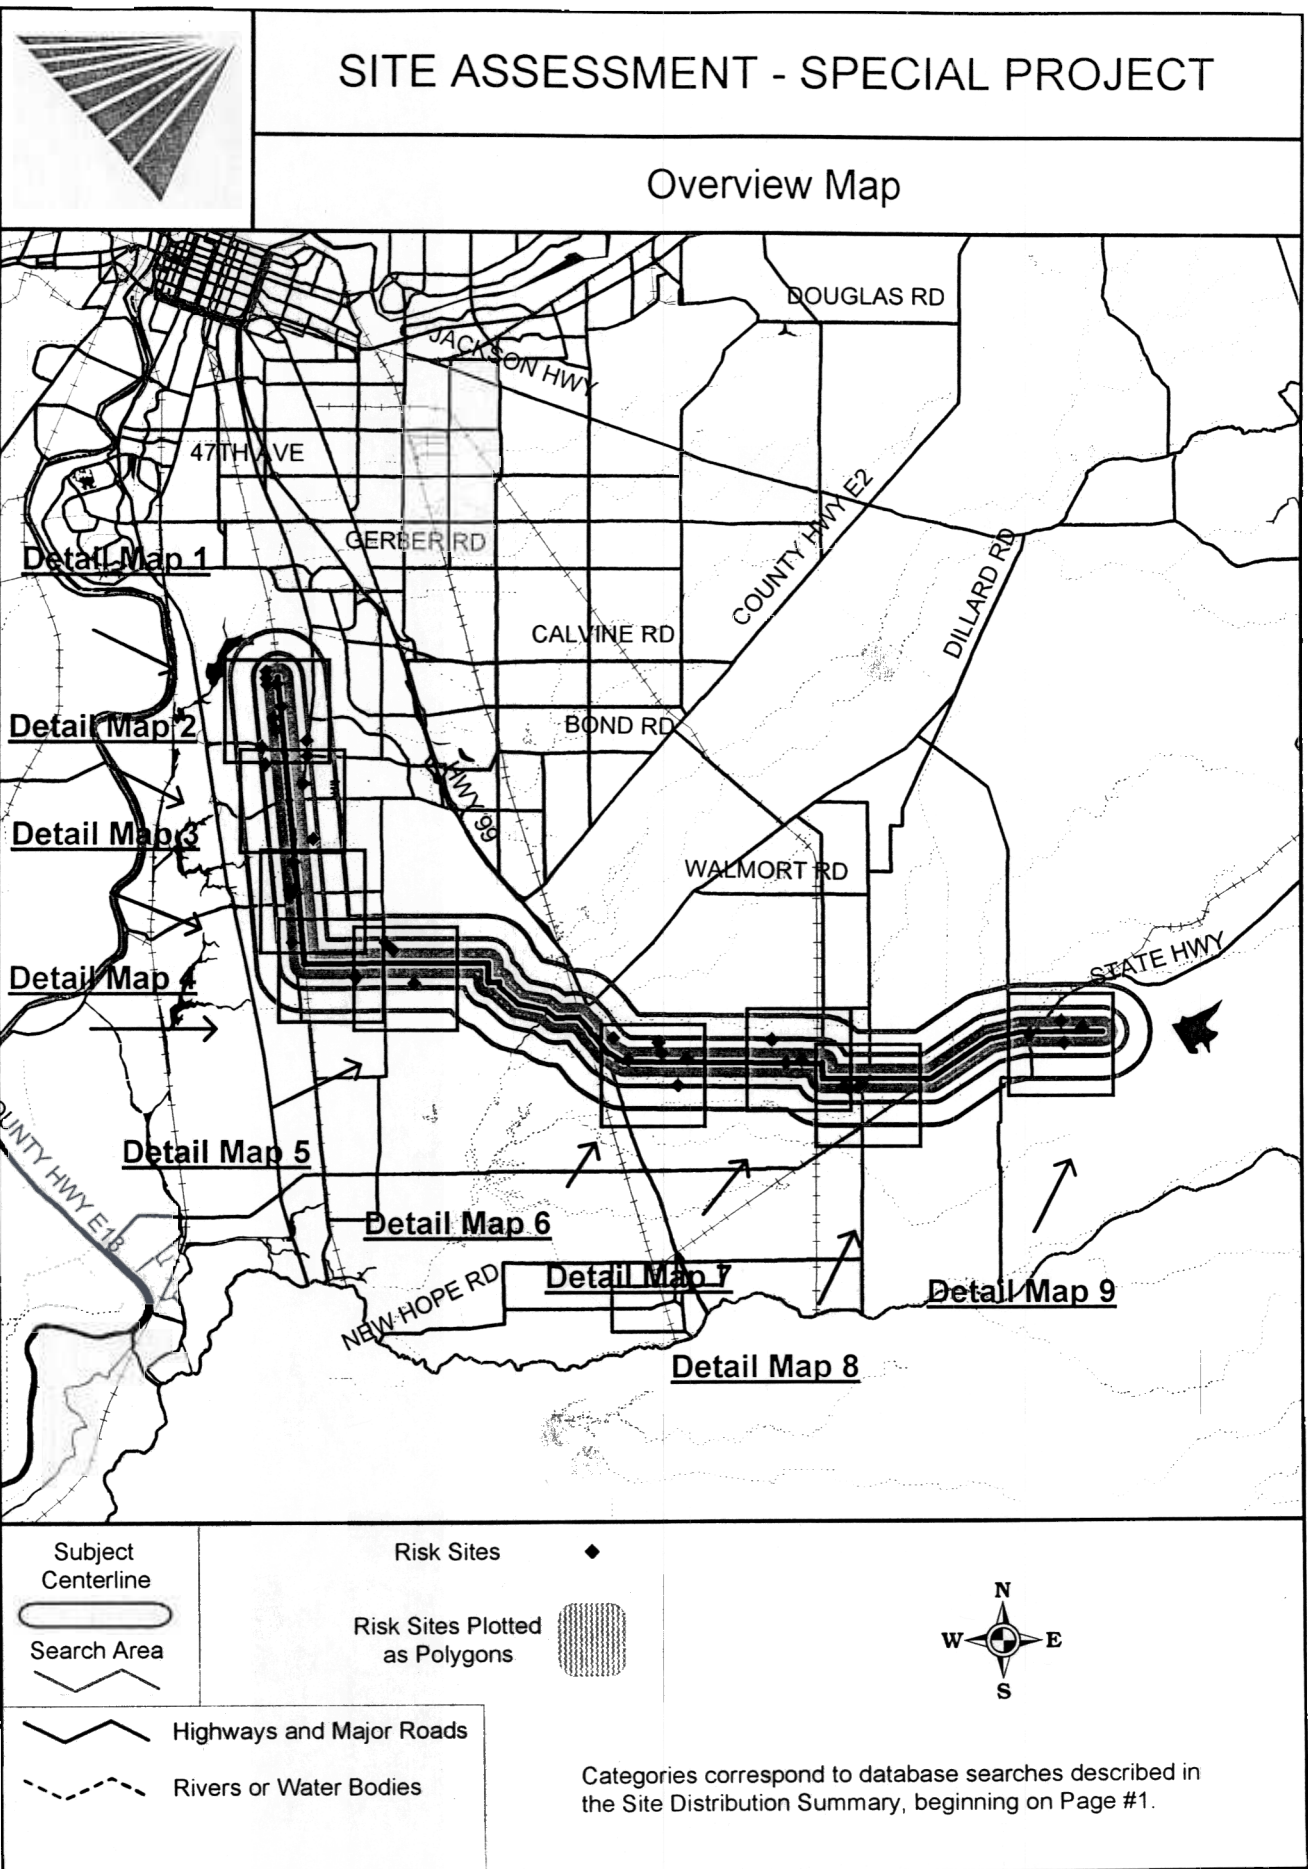 SITE ASSESSMENT - SPECIAL PROJECT
Overview Map
DOUGLAS RD
JACKSON HWY
47TH AVE
COUNTY HWY E2
GERBER RD
Detail Map 1
DILLARD RD
CALVINE RD
Detail Map 2
BOND RD
HWY 99
Detail Map 3
WALMORT RD
STATE HWY
Detail Map 4
OUNTY HWY E13
Detail Map 5
Detail Map 6
Detail Map 7
Detail Map 9
NEW HOPE RD
Detail Map 8
Subject
Centerline
Search Area
Risk Sites
Risk Sites Plotted
as Polygons
N
W E
S
Highways and Major Roads
Rivers or Water Bodies
Categories correspond to database searches described in
the Site Distribution Summary, beginning on Page #1.